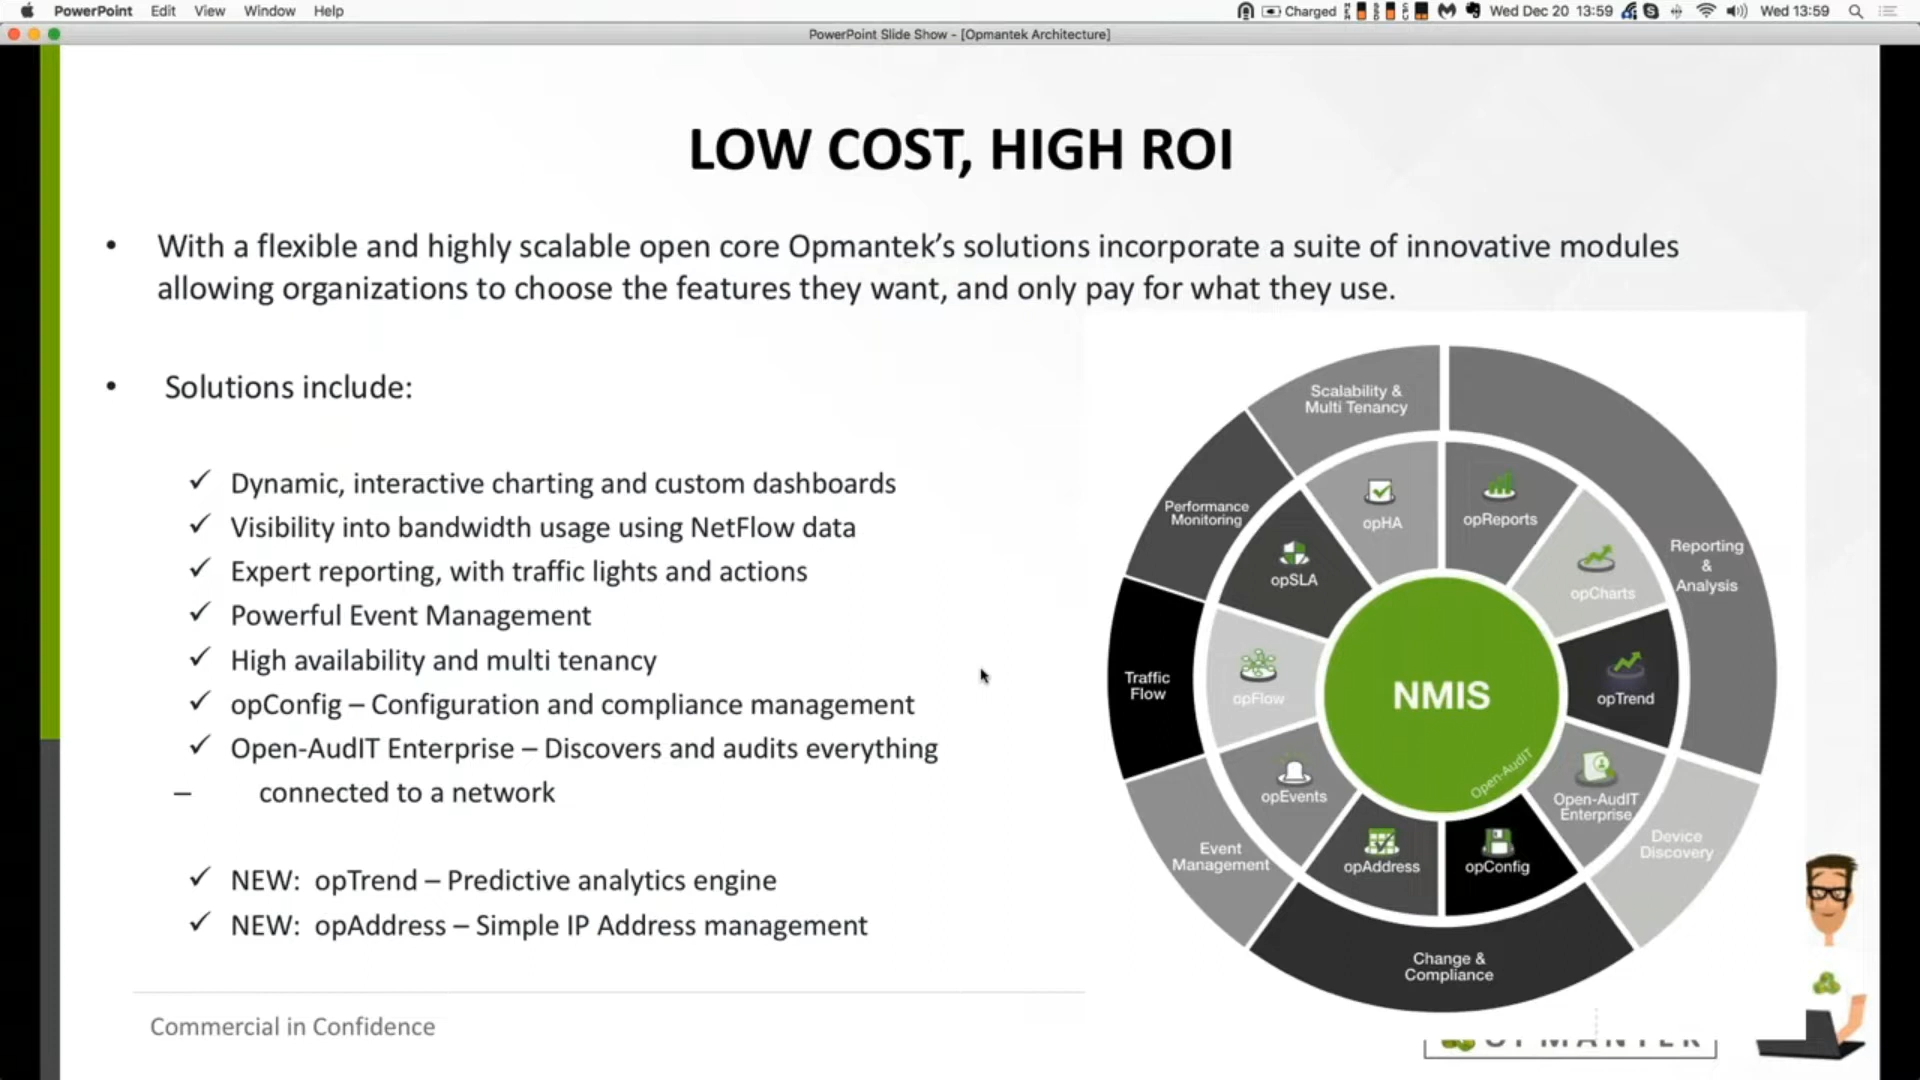 PowerPoint Edit View Window Help
Charged Wed Dec 20 13:59 Wed 13:59
PowerPoint Slide Show - [Opmantek Architecture]
LOW COST, HIGH ROI
• With a flexible and highly scalable open core Opmantek’s solutions incorporate a suite of innovative modules
allowing organizations to choose the features they want, and only pay for what they use.
• Solutions include:
✓ Dynamic, interactive charting and custom dashboards
✓ Visibility into bandwidth usage using NetFlow data
✓ Expert reporting, with traffic lights and actions
✓ Powerful Event Management
✓ High availability and multi tenancy
✓ opConfig – Configuration and compliance management
✓ Open-AudIT Enterprise – Discovers and audits everything
– connected to a network
✓ NEW: opTrend – Predictive analytics engine
✓ NEW: opAddress – Simple IP Address management
Scalability &
Multi Tenancy
Performance
Monitoring
opHA
opReports
Reporting
&
Analysis
opSLA
opCharts
Traffic
Flow
opFlow
NMIS
opTrend
Open-AudIT
opEvents
Open-AudIT
Enterprise
Event
Management
opAddress
opConfig
Device
Discovery
Change &
Compliance
Commercial in Confidence
OPMANTEK